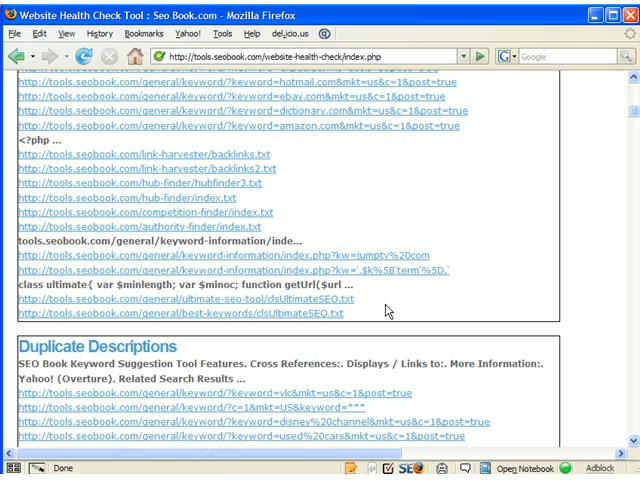 Website Health Check Tool : Seo Book.com - Mozilla Firefox
File Edit View History Bookmarks Yahoo! Tools del.icio.us
http://tools.seobook.com/website-health-check/index.php
Google
http://tools.seobook.com/general/keyword/?keyword=hotmail.com&mkt=us&c=1&post=true
http://tools.seobook.com/general/keyword/?keyword=ebay.com&mkt=us&c=1&post=true
http://tools.seobook.com/general/keyword/?keyword=dictionary.com&mkt=us&c=1&post=true
http://tools.seobook.com/general/keyword/?keyword=amazon.com&mkt=us&c=1&post=true
<?php ...
http://tools.seobook.com/link-harvester/backlinks.txt
http://tools.seobook.com/link-harvester/backlinks2.txt
http://tools.seobook.com/hub-finder/hubfinder3.txt
http://tools.seobook.com/hub-finder/index.txt
http://tools.seobook.com/competition-finder/index.txt
http://tools.seobook.com/authority-finder/index.txt
tools.seobook.com/general/keyword-information/inde...
http://tools.seobook.com/general/keyword-information/index.php?kw=jumptv%20com
http://tools.seobook.com/general/keyword-information/index.php?kw='.$k%5B'term'%5D.'
class ultimate{ var $minlength; var $minoc; function getUrl($url ...
http://tools.seobook.com/general/ultimate-seo-tool/clsUltimateSEO.txt
http://tools.seobook.com/general/best-keywords/clsUltimateSEO.txt
Duplicate Descriptions
SEO Book Keyword Suggestion Tool Features. Cross References:. Displays / Links to:. More Information:.
Yahoo! (Overture). Related Search Results ...
http://tools.seobook.com/general/keyword/?keyword=vlc&mkt=us&c=1&post=true
http://tools.seobook.com/general/keyword/?c=1&mkt=US&keyword="""
http://tools.seobook.com/general/keyword/?keyword=disney%20channel&mkt=us&c=1&post=true
http://tools.seobook.com/general/keyword/?keyword=used%20cars&mkt=us&c=1&post=true
Done SEO Open Notebook Adblock